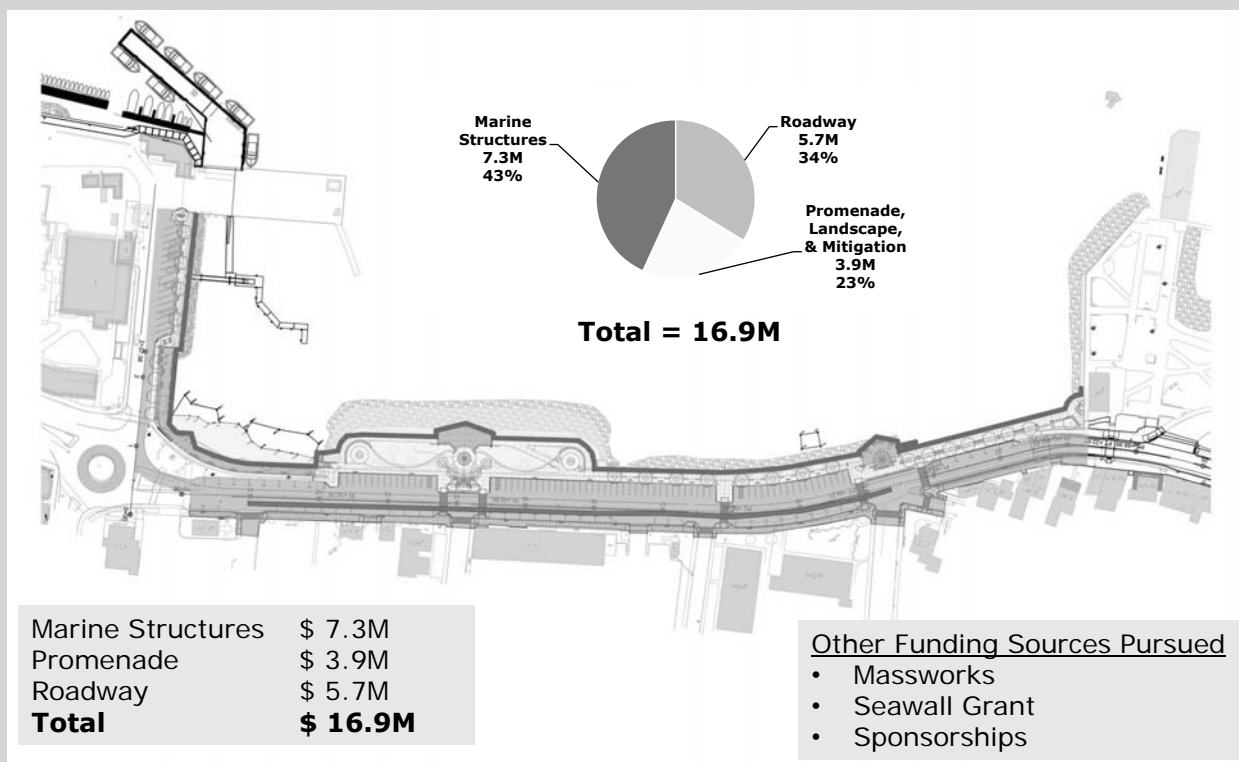 Marine
Structures
7.3M
43%
Roadway
5.7M
34%
Promenade,
Landscape,
& Mitigation
3.9M
23%
Total = 16.9M
Marine Structures $ 7.3M
Promenade $ 3.9M
Roadway $ 5.7M
Total $ 16.9M
Other Funding Sources Pursued
• Massworks
• Seawall Grant
• Sponsorships